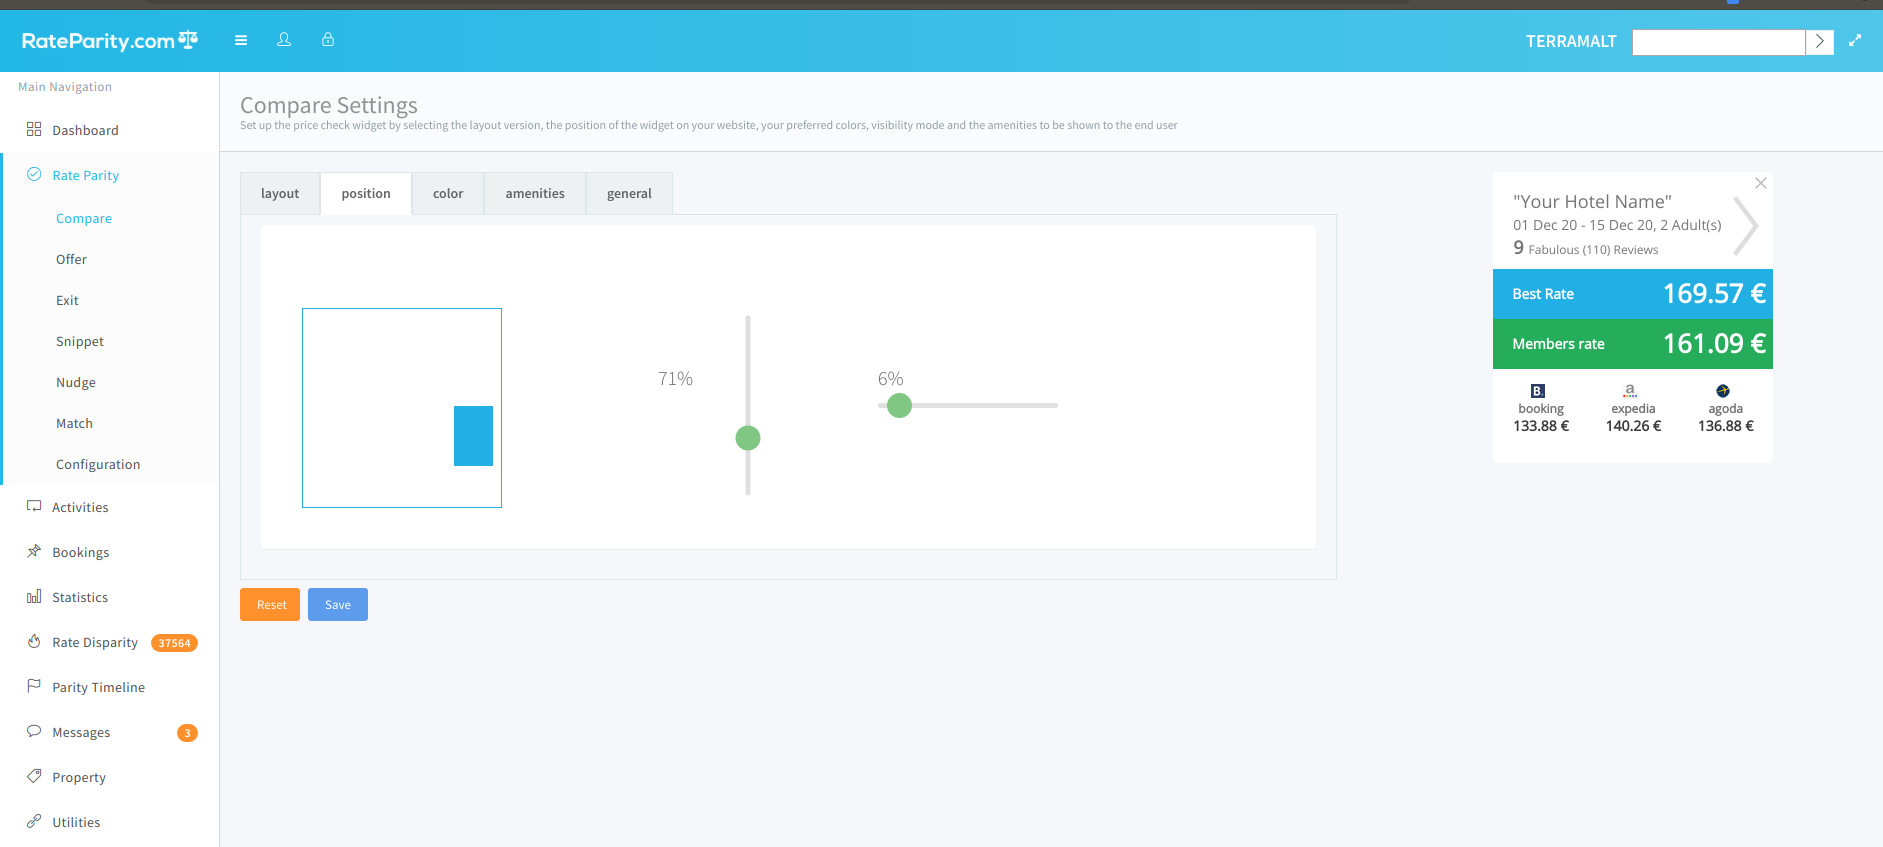 RateParity.com
TERRAMALT
Main Navigation
Dashboard
Rate Parity
Compare
Offer
Exit
Snippet
Nudge
Match
Configuration
Activities
Bookings
Statistics
Rate Disparity 37564
Parity Timeline
Messages 3
Property
Utilities
Compare Settings
Set up the price check widget by selecting the layout version, the position of the widget on your website, your preferred colors, visibility mode and the amenities to be shown to the end user
layout position color amenities general
71%
6%
Reset Save
"Your Hotel Name"
01 Dec 20 - 15 Dec 20, 2 Adult(s)
9 Fabulous (110) Reviews
Best Rate 169.57 €
Members rate 161.09 €
B. a
booking expedia agoda
133.88 € 140.26 € 136.88 €